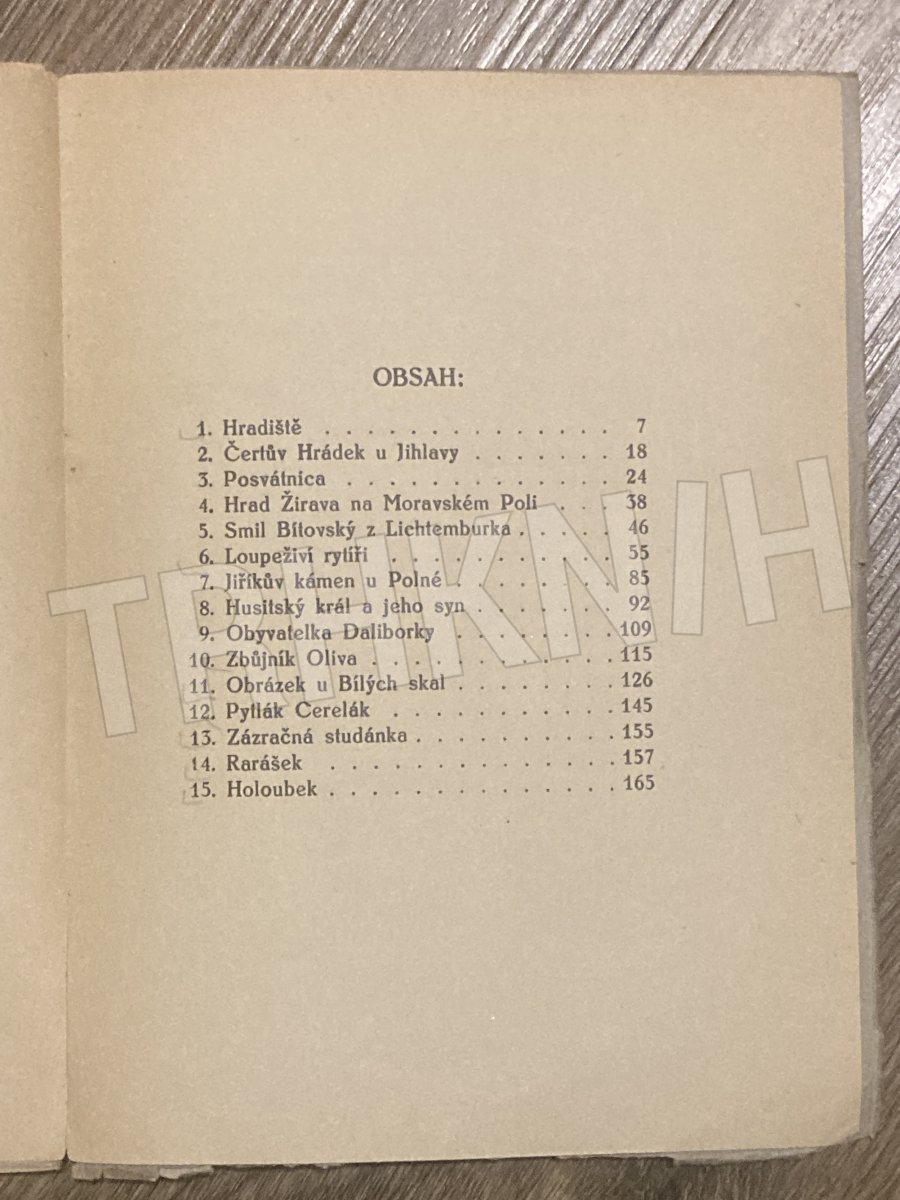 OBSAH:
1. Hradiště . . . . . . . . . . . . . . 7
2. Čertův Hrádek u Jihlavy . . . . . . . 18
3. Posvátnica . . . . . . . . . . . . . 24
4. Hrad Žirava na Moravském Poli . . . 38
5. Smil Bítovský z Lichtemburka . . . . . 46
6. Loupeživí rytíři . . . . . . . . . . 55
7. Jiříkův kámen u Polné . . . . . . . . 85
8. Husitský král a jeho syn . . . . . . . 92
9. Obyvatelka Daliborky . . . . . . . . 109
10. Zbůjník Oliva . . . . . . . . . . . 115
11. Obrázek u Bílých skal . . . . . . . . 126
12. Pytlák Cerelák . . . . . . . . . . 145
13. Zázračná studánka . . . . . . . . . 155
14. Rarášek . . . . . . . . . . . . . 157
15. Holoubek . . . . . . . . . . . . . 165
TRHKNIH